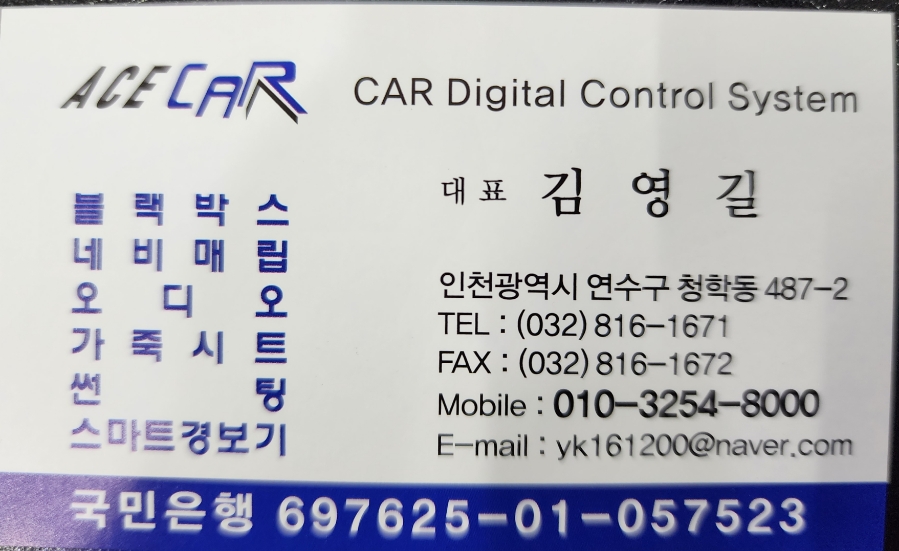 ACE CAR CAR Digital Control System
대표 김영길
블랙박스
네비매립
오디오
가죽시트
썬팅
스마트경보기
인천광역시 연수구 청학동 487-2
TEL : (032) 816-1671
FAX : (032) 816-1672
Mobile : 010-3254-8000
E-mail : yk161200@naver.com
국민은행 697625-01-057523